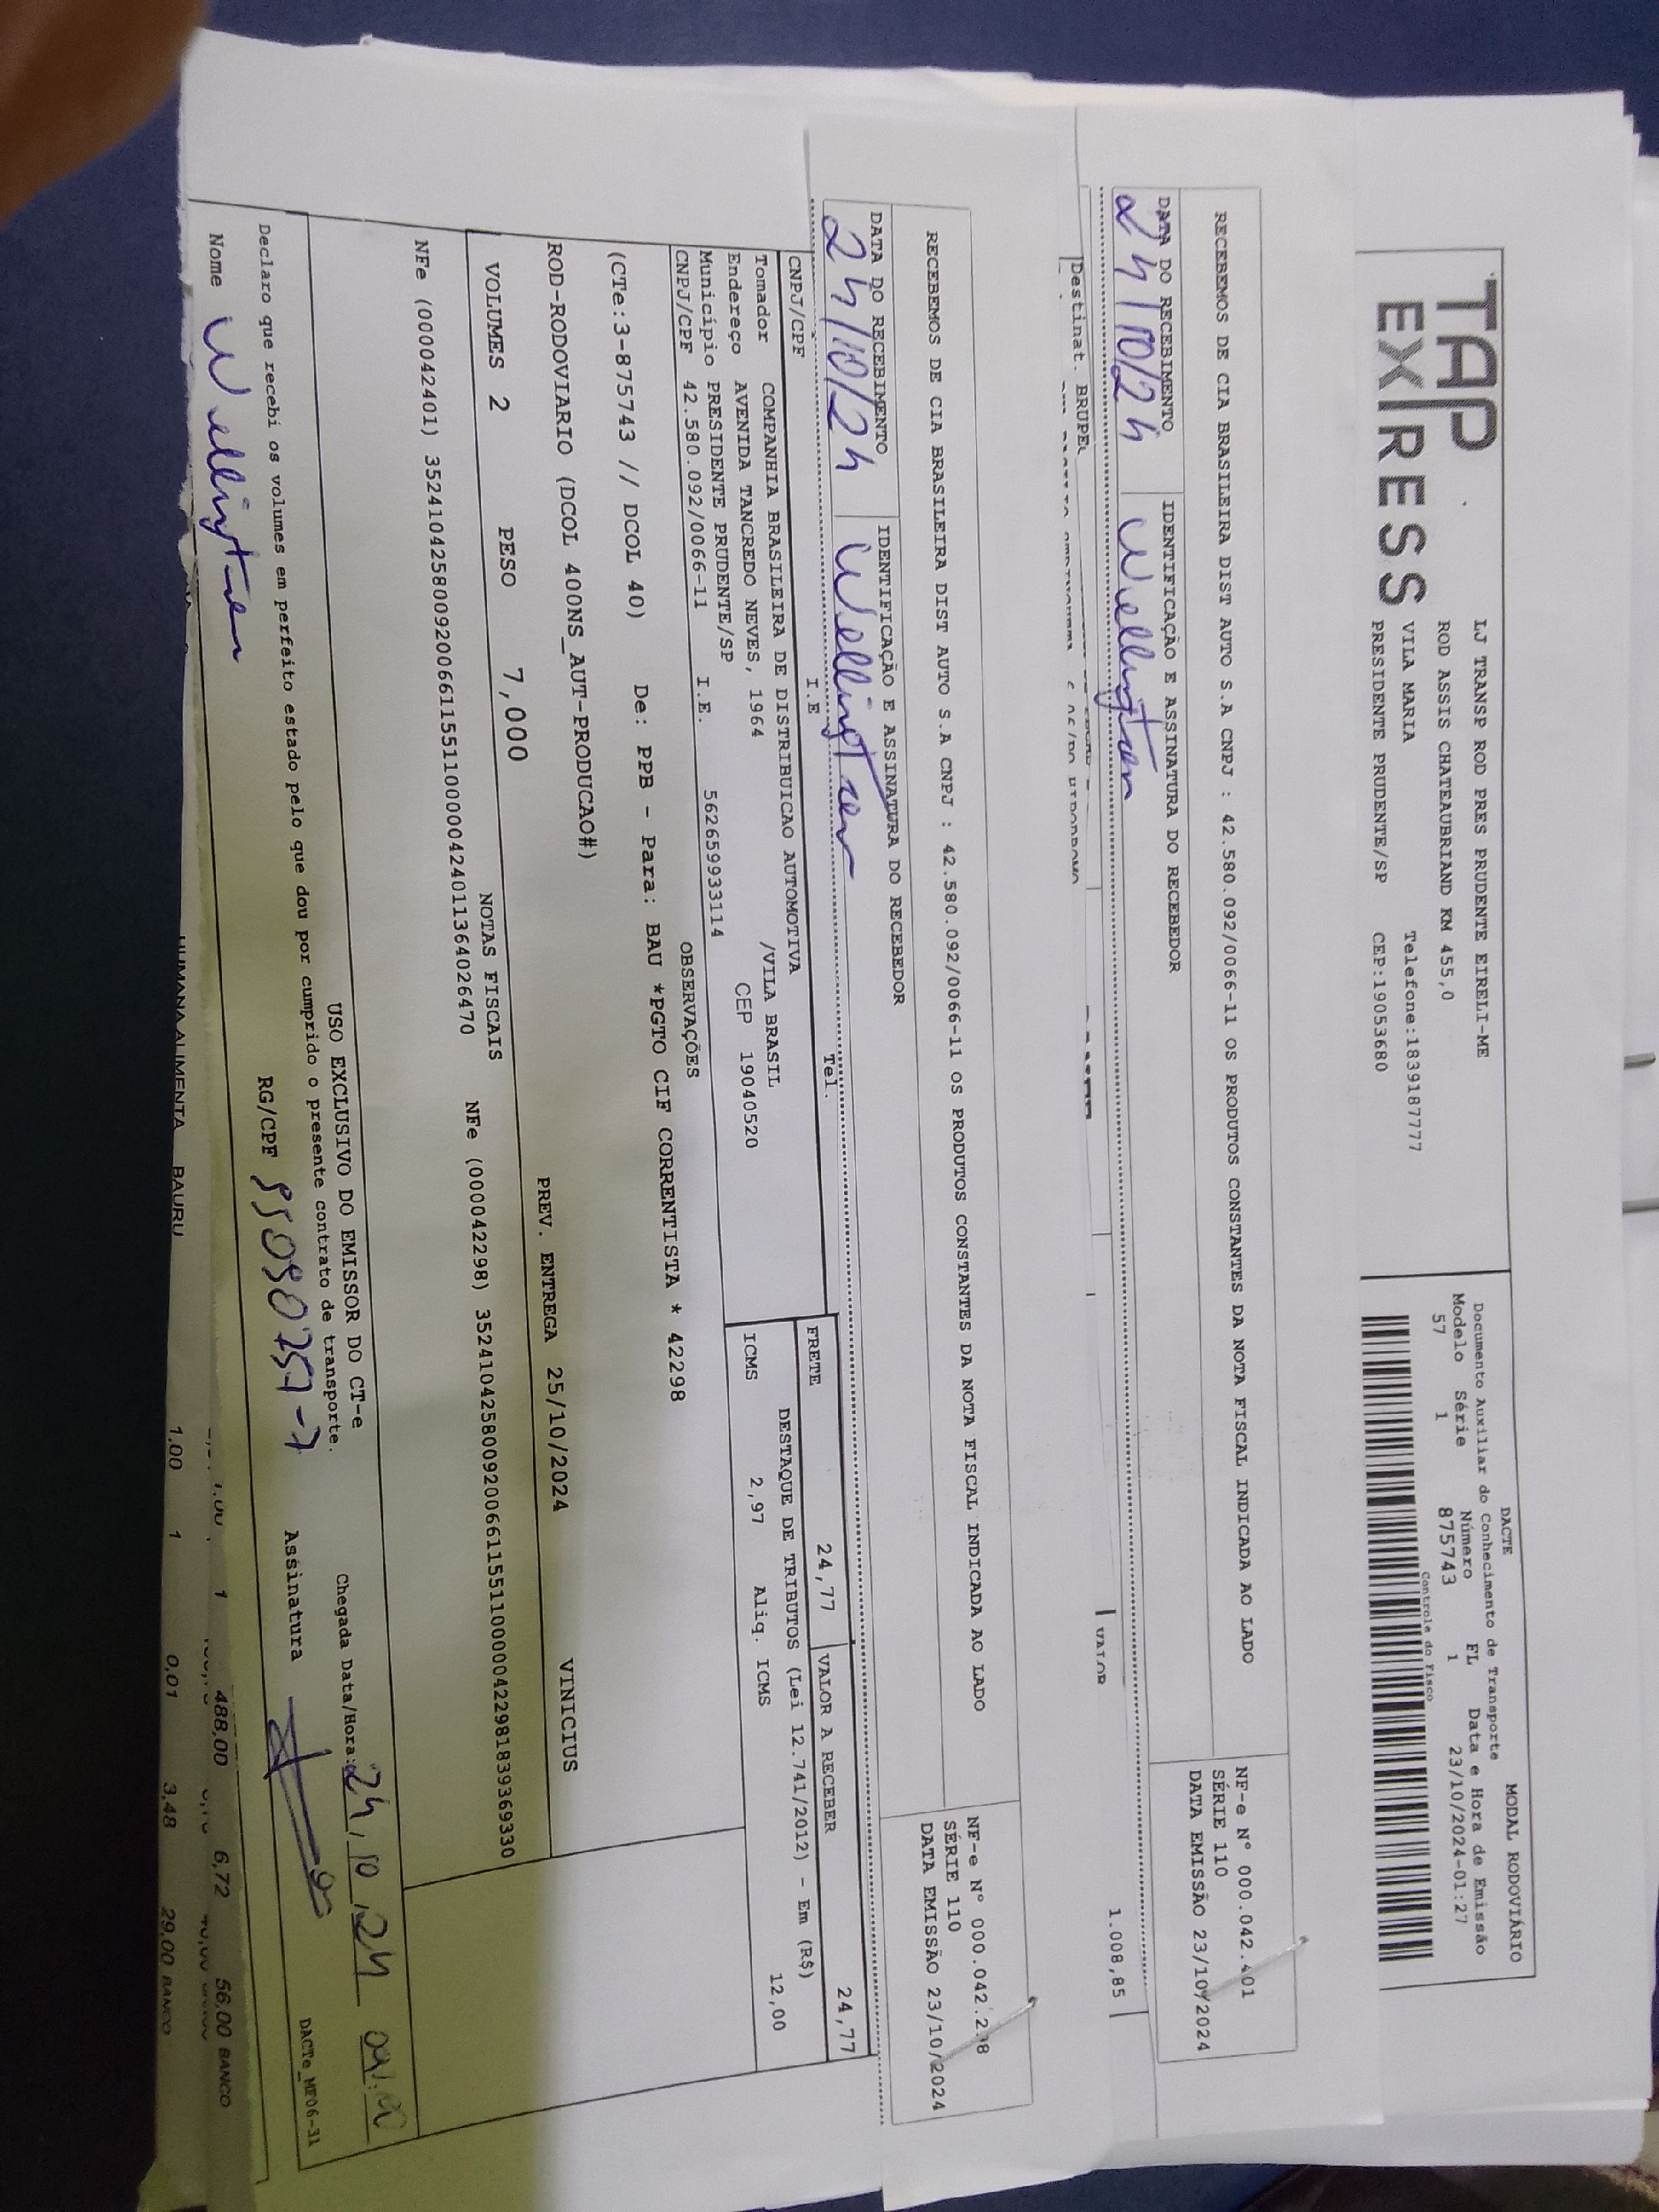 TAP EXPRESS
LJ TRANSP ROD PRES PRUDENTE EIRELI-ME
ROD ASSIS CHATEAUBRIAND KM 455,0
VILA MARIA Telefone:1839187777
PRESIDENTE PRUDENTE/SP CEP:19053680
DACTE MODAL RODOVIÁRIO
Documento Auxiliar do Conhecimento de Transporte
Modelo Série Número FL Data e Hora de Emissão
57 1 875743 1 23/10/2024-01:27
Controle do Fisco
RECEBEMOS DE CIA BRASILEIRA DIST AUTO S.A CNPJ : 42.580.092/0066-11 OS PRODUTOS CONSTANTES DA NOTA FISCAL INDICADA AO LADO
NF-e Nº 000.042.401
SÉRIE 110
DATA EMISSÃO 23/10/2024
DATA DO RECEBIMENTO IDENTIFICAÇÃO E ASSINATURA DO RECEBEDOR
24/10/24 Wellington
1.008,85
VALOR
Destinat. BRUPE
RECEBEMOS DE CIA BRASILEIRA DIST AUTO S.A CNPJ : 42.580.092/0066-11 OS PRODUTOS CONSTANTES DA NOTA FISCAL INDICADA AO LADO
NF-e Nº 000.042.298
SÉRIE 110
DATA EMISSÃO 23/10/2024
DATA DO RECEBIMENTO IDENTIFICAÇÃO E ASSINATURA DO RECEBEDOR
24/10/24 Wellington
CNPJ/CPF I.E Tel.
FRETE 24,77 VALOR A RECEBER 24,77
Tomador COMPANHIA BRASILEIRA DE DISTRIBUICAO AUTOMOTIVA
Endereço AVENIDA TANCREDO NEVES, 1964 /VILA BRASIL
Município PRESIDENTE PRUDENTE/SP CEP 19040520
CNPJ/CPF 42.580.092/0066-11 I.E. 562659933114
DESTAQUE DE TRIBUTOS (Lei 12.741/2012) - Em (R$)
ICMS 2,97 Aliq. ICMS 12,00
OBSERVAÇÕES
(CTe:3-875743 // DCOL 40) De: PPB - Para: BAU *PGTO CIF CORRENTISTA * 42298
ROD-RODOVIARIO (DCOL 400NS_AUT-PRODUCAO#)
PREV. ENTREGA 25/10/2024 VINICIUS
VOLUMES 2 PESO 7,000 NOTAS FISCAIS NFe (000042298) 35241042580092006611551100000422981839369330
NFe (000042401) 35241042580092006611551100000424011364026470
USO EXCLUSIVO DO EMISSOR DO CT-e
Declaro que recebi os volumes em perfeito estado pelo que dou por cumprido o presente contrato de transporte.
Chegada Data/Hora: 24/10/24
Nome Wellington RG/CPF Assinatura
DACTe_MF06-31
1,00 1 488,00 6,72 56,00 BANCO
HUMANA ALIMENTA BAURU 1,00 1 0,01 3,48 29,00 BANCO